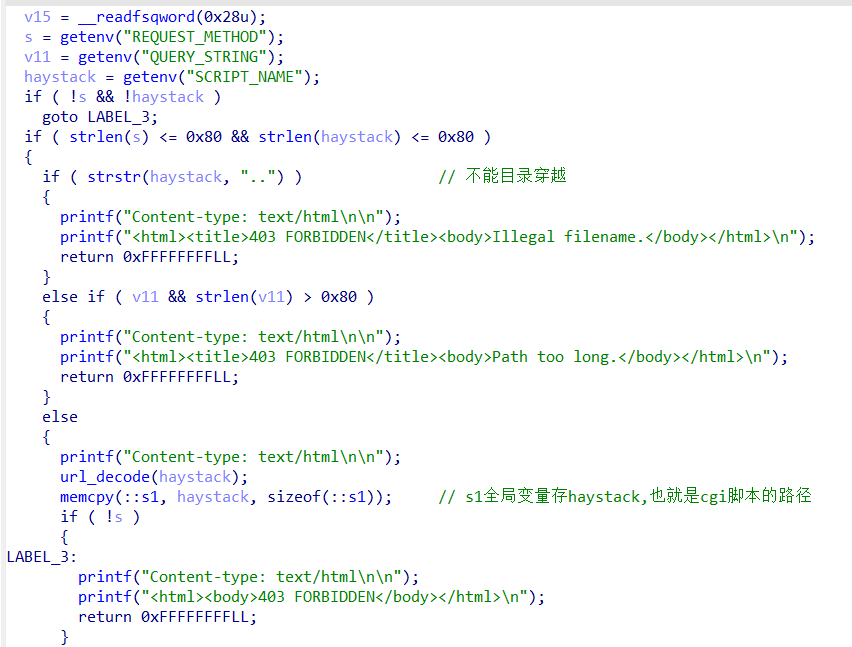 v15 = __readfsqword(0x28u);
s = getenv("REQUEST_METHOD");
v11 = getenv("QUERY_STRING");
haystack = getenv("SCRIPT_NAME");
if ( !s && !haystack )
goto LABEL_3;
if ( strlen(s) <= 0x80 && strlen(haystack) <= 0x80 )
{
if ( strstr(haystack, "..") ) // 不能目录穿越
{
printf("Content-type: text/html\n\n");
printf("<html><title>403 FORBIDDEN</title><body>Illegal filename.</body></html>\n");
return 0xFFFFFFFFLL;
}
else if ( v11 && strlen(v11) > 0x80 )
{
printf("Content-type: text/html\n\n");
printf("<html><title>403 FORBIDDEN</title><body>Path too long.</body></html>\n");
return 0xFFFFFFFFLL;
}
else
{
printf("Content-type: text/html\n\n");
url_decode(haystack);
memcpy(::s1, haystack, sizeof(::s1)); // s1全局变量存haystack,也就是cgi脚本的路径
if ( !s )
{
LABEL_3:
printf("Content-type: text/html\n\n");
printf("<html><body>403 FORBIDDEN</body></html>\n");
return 0xFFFFFFFFLL;
}